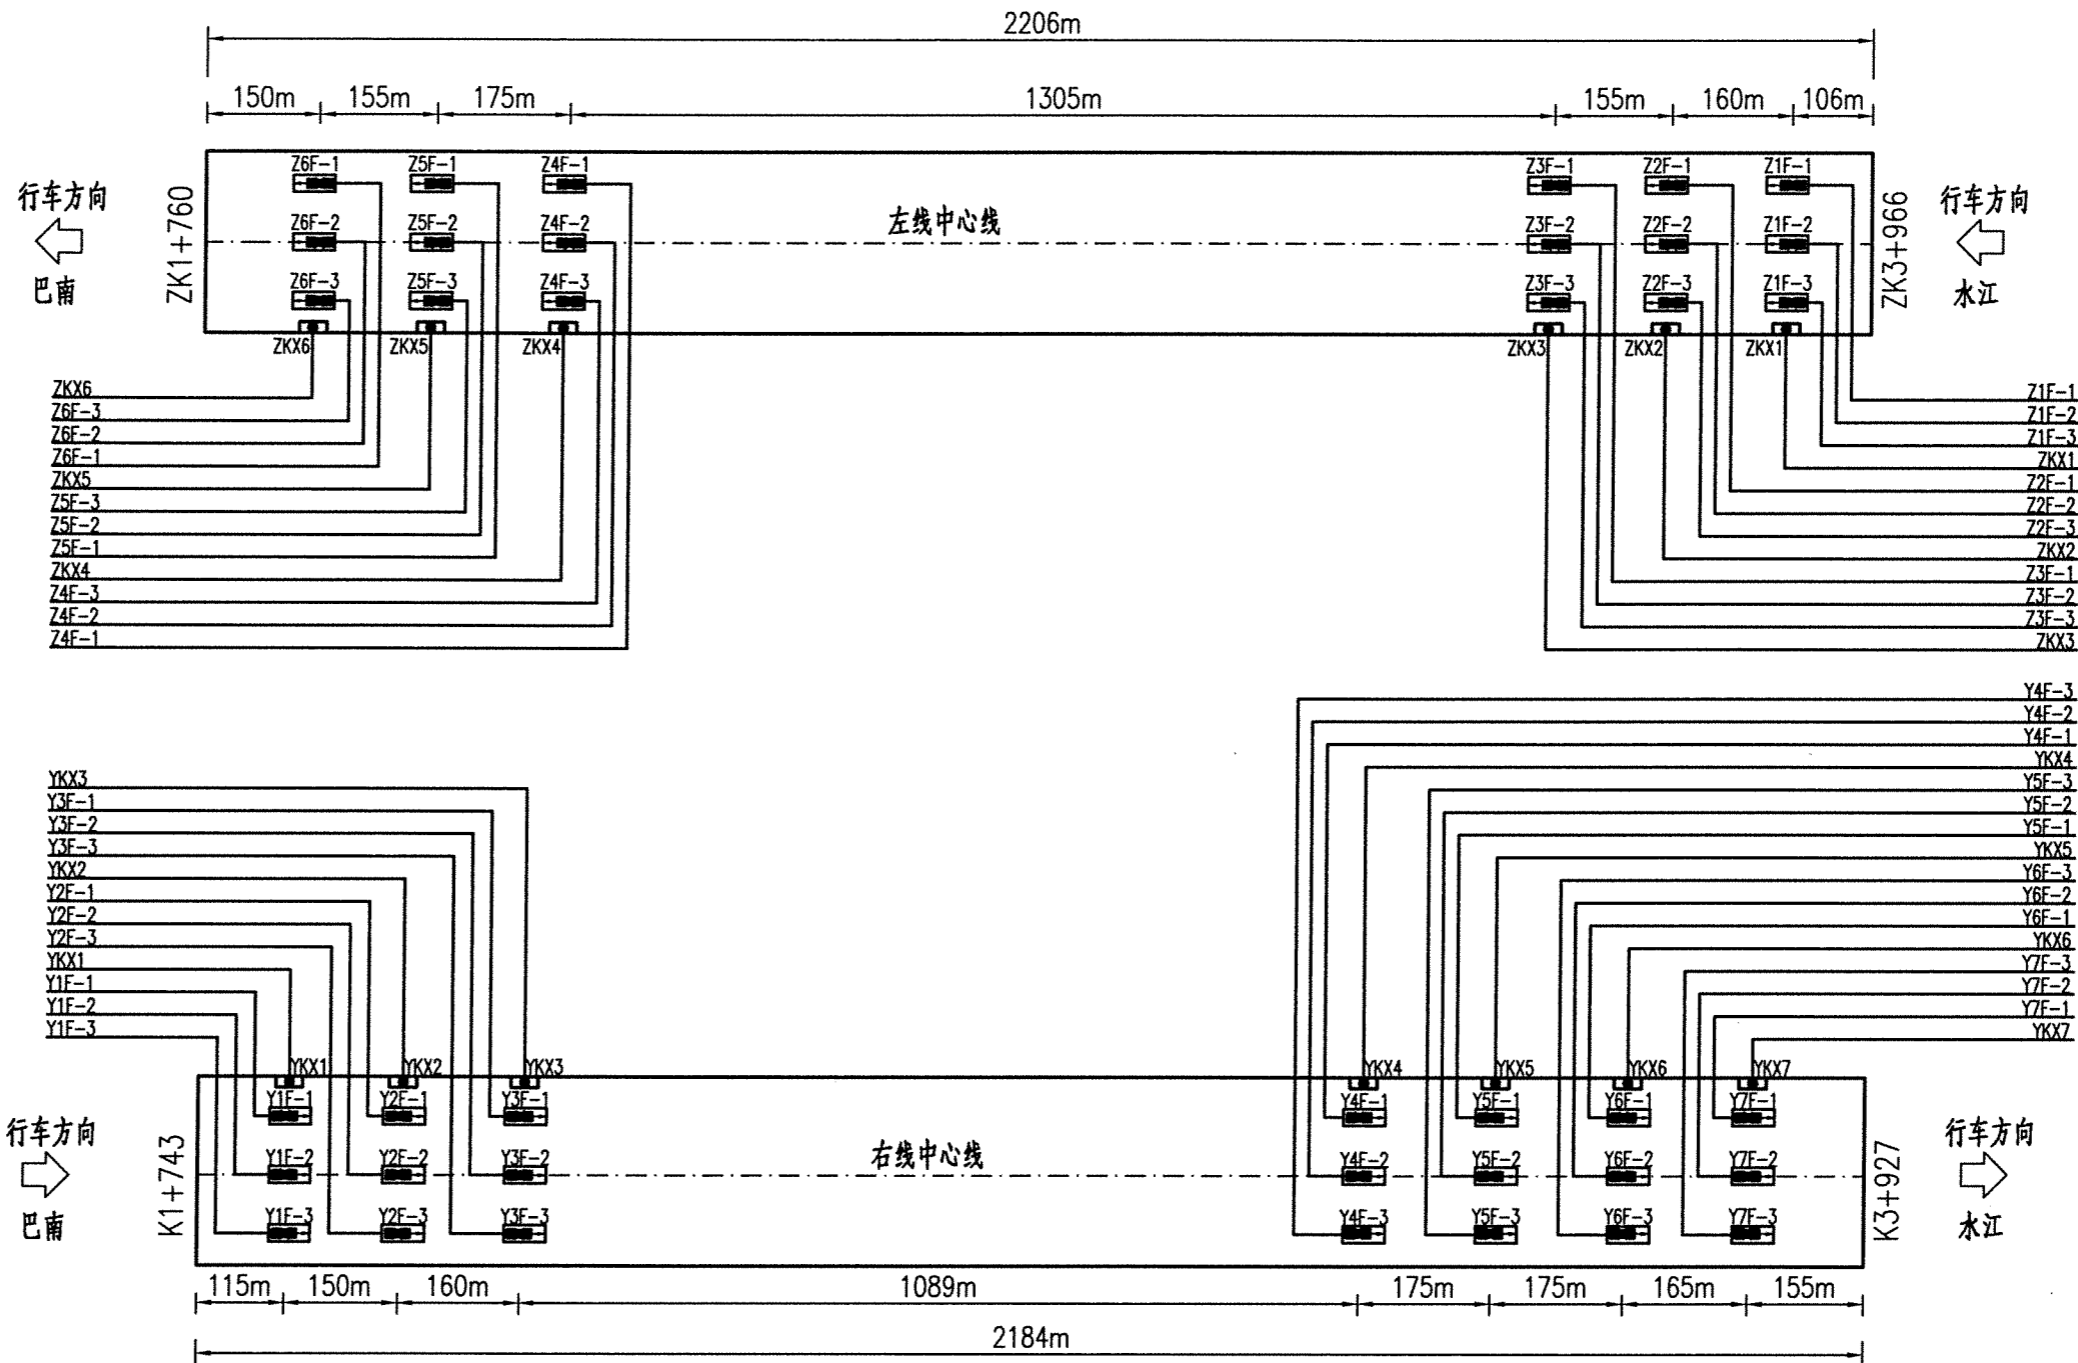 2206m
150m 155m 175m 1305m 155m 160m 106m
Z6F-1 Z5F-1 Z4F-1 Z3F-1 Z2F-1 Z1F-1
行车方向 ZK1+760 左线中心线 ZK3+966 行车方向
Z6F-2 Z5F-2 Z4F-2 Z3F-2 Z2F-2 Z1F-2
巴南 水江
Z6F-3 Z5F-3 Z4F-3 Z3F-3 Z2F-3 Z1F-3
ZKX6 ZKX5 ZKX4 ZKX3 ZKX2 ZKX1
ZKX6
Z6F-3
Z6F-2
Z6F-1
ZKX5
Z5F-3
Z5F-2
Z5F-1
ZKX4
Z4F-3
Z4F-2
Z4F-1
Z1F-1
Z1F-2
Z1F-3
ZKX1
Z2F-1
Z2F-2
Z2F-3
ZKX2
Z3F-1
Z3F-2
Z3F-3
ZKX3
YKX3
Y3F-1
Y3F-2
Y3F-3
YKX2
Y2F-1
Y2F-2
Y2F-3
YKX1
Y1F-1
Y1F-2
Y1F-3
Y4F-3
Y4F-2
Y4F-1
YKX4
Y5F-3
Y5F-2
Y5F-1
YKX5
Y6F-3
Y6F-2
Y6F-1
YKX6
Y7F-3
Y7F-2
Y7F-1
YKX7
YKX1 YKX2 YKX3 YKX4 YKX5 YKX6 YKX7
Y1F-1 Y2F-1 Y3F-1 Y4F-1 Y5F-1 Y6F-1 Y7F-1
行车方向 K1+743 右线中心线 K3+927 行车方向
Y1F-2 Y2F-2 Y3F-2 Y4F-2 Y5F-2 Y6F-2 Y7F-2
巴南 水江
Y1F-3 Y2F-3 Y3F-3 Y4F-3 Y5F-3 Y6F-3 Y7F-3
115m 150m 160m 1089m 175m 175m 165m 155m
2184m